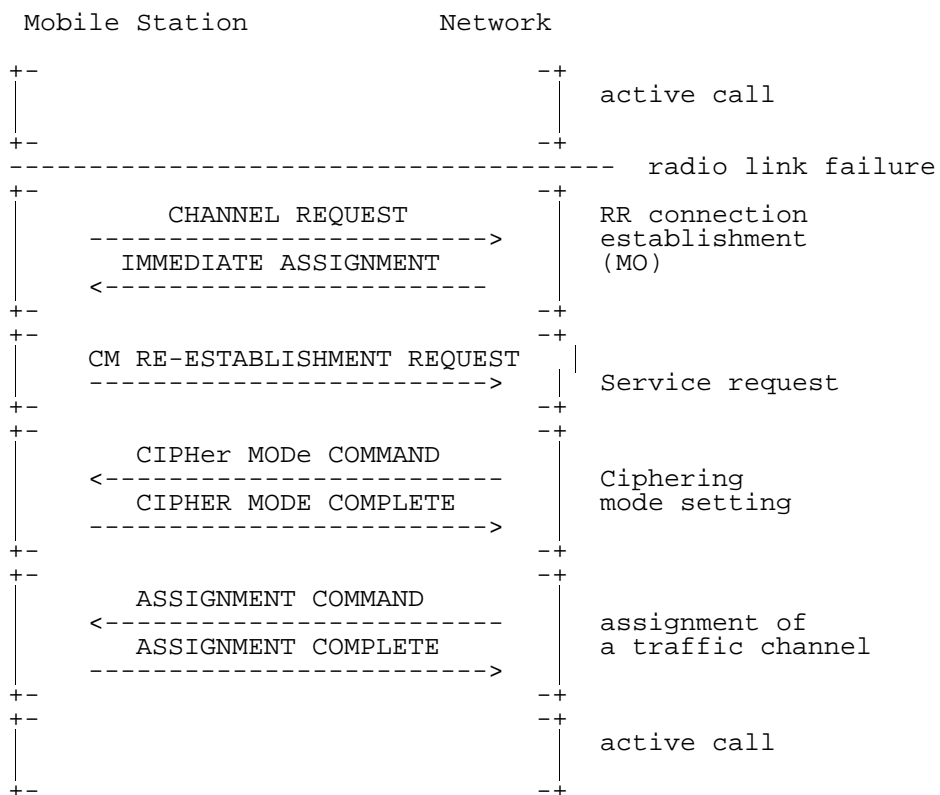 Mobile Station Network
active call
radio link failure
CHANNEL REQUEST RR connection
establishment
IMMEDIATE ASSIGNMENT (MO)
CM RE-ESTABLISHMENT REQUEST
Service request
CIPHer MODe COMMAND
Ciphering
CIPHER MODE COMPLETE mode setting
ASSIGNMENT COMMAND
assignment of
ASSIGNMENT COMPLETE a traffic channel
active call